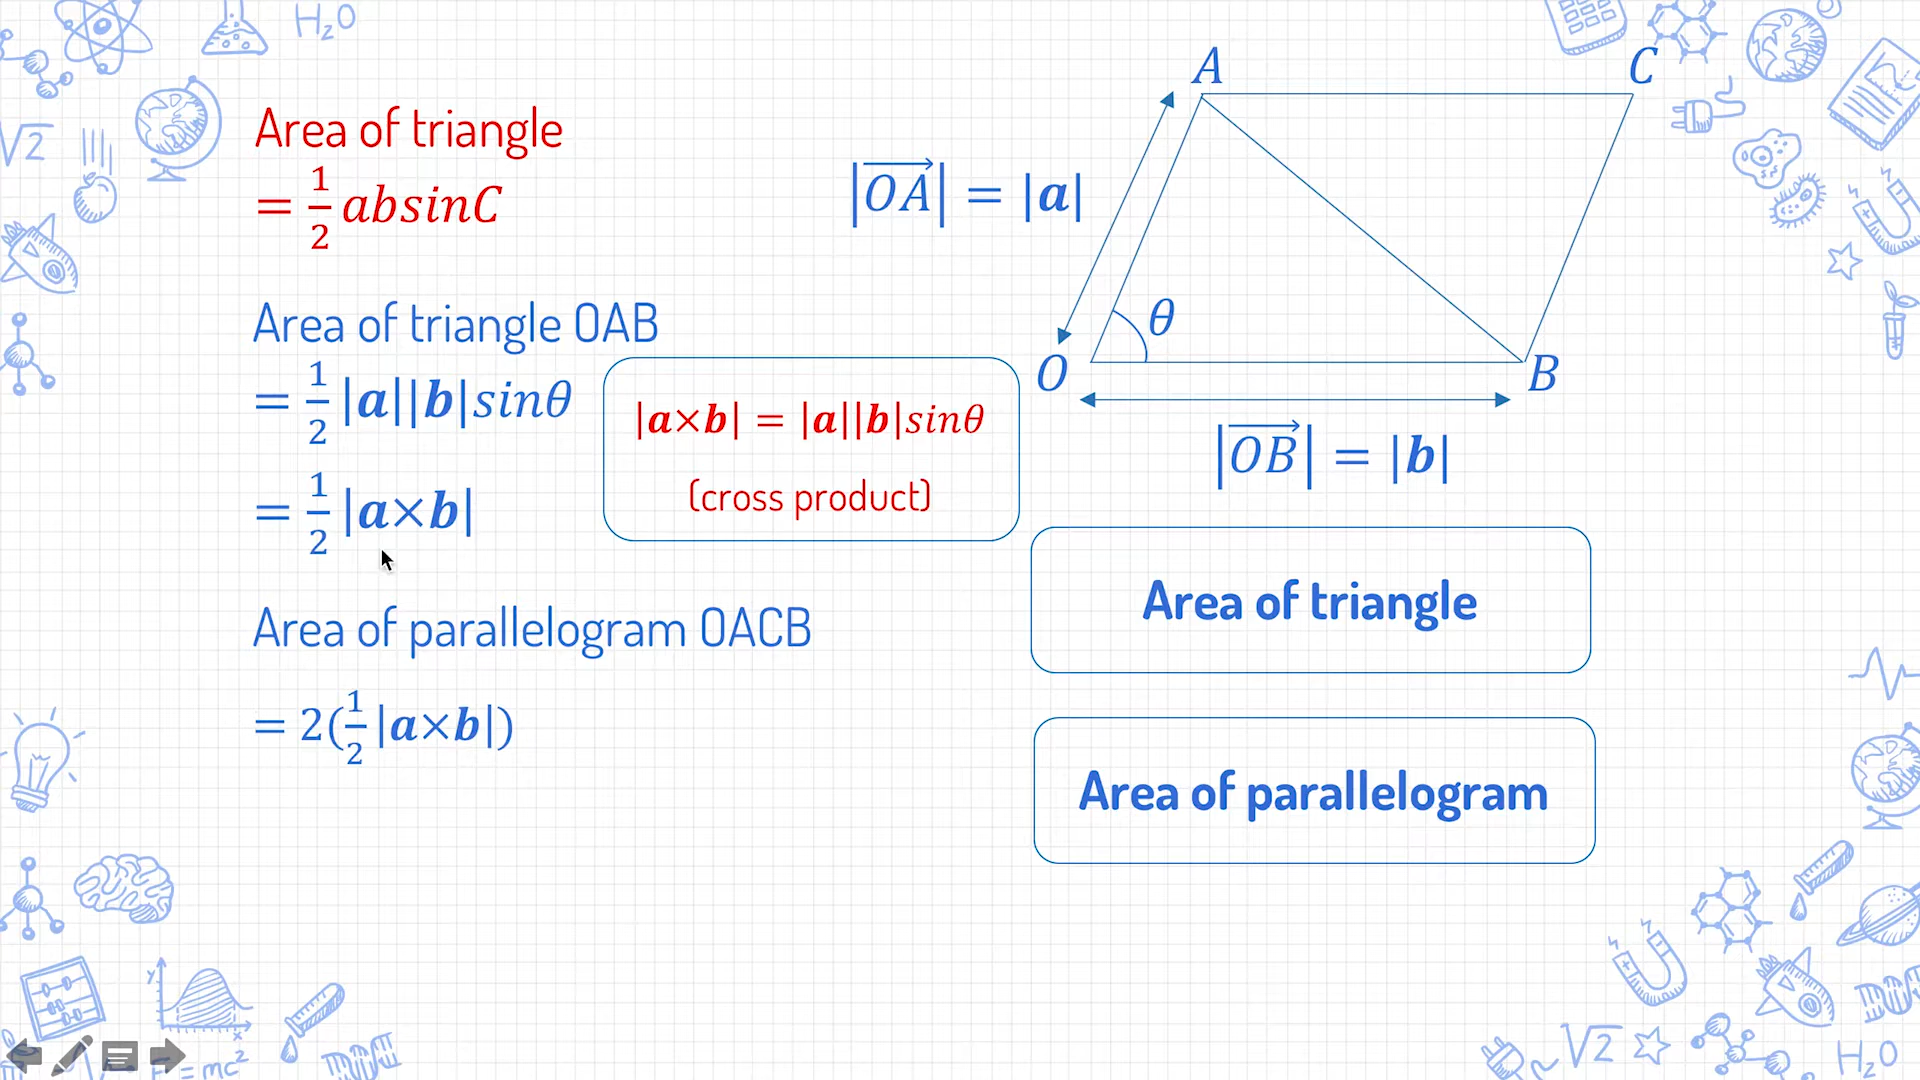 H₂O
√2
Area of triangle
= 1/2 absinC
Area of triangle OAB
= 1/2 |a||b|sinθ
= 1/2 |a×b|
|a×b| = |a||b|sinθ
(cross product)
Area of parallelogram OACB
= 2(1/2 |a×b|)
A
C
|OA⃗| = |a|
θ
O
B
|OB⃗| = |b|
Area of triangle
Area of parallelogram
y
x
= mc²
√2
H₂O